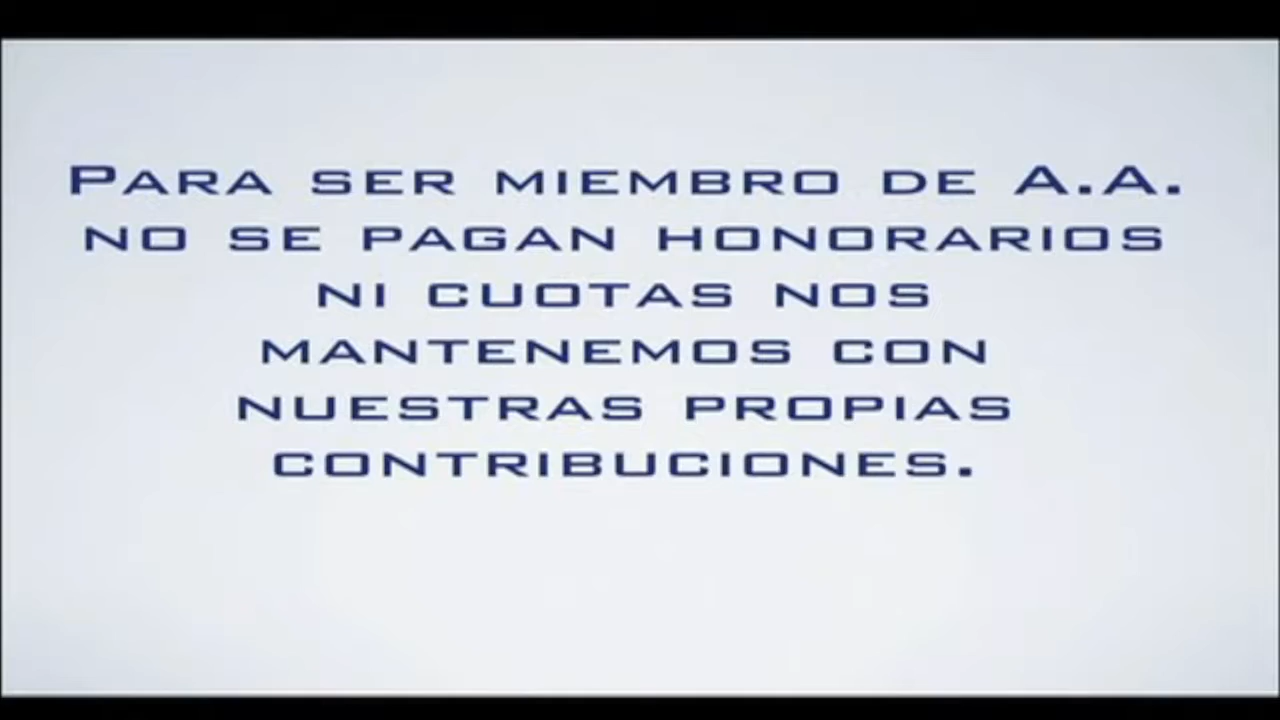 PARA SER MIEMBRO DE A.A.
NO SE PAGAN HONORARIOS
NI CUOTAS NOS
MANTENEMOS CON
NUESTRAS PROPIAS
CONTRIBUCIONES.